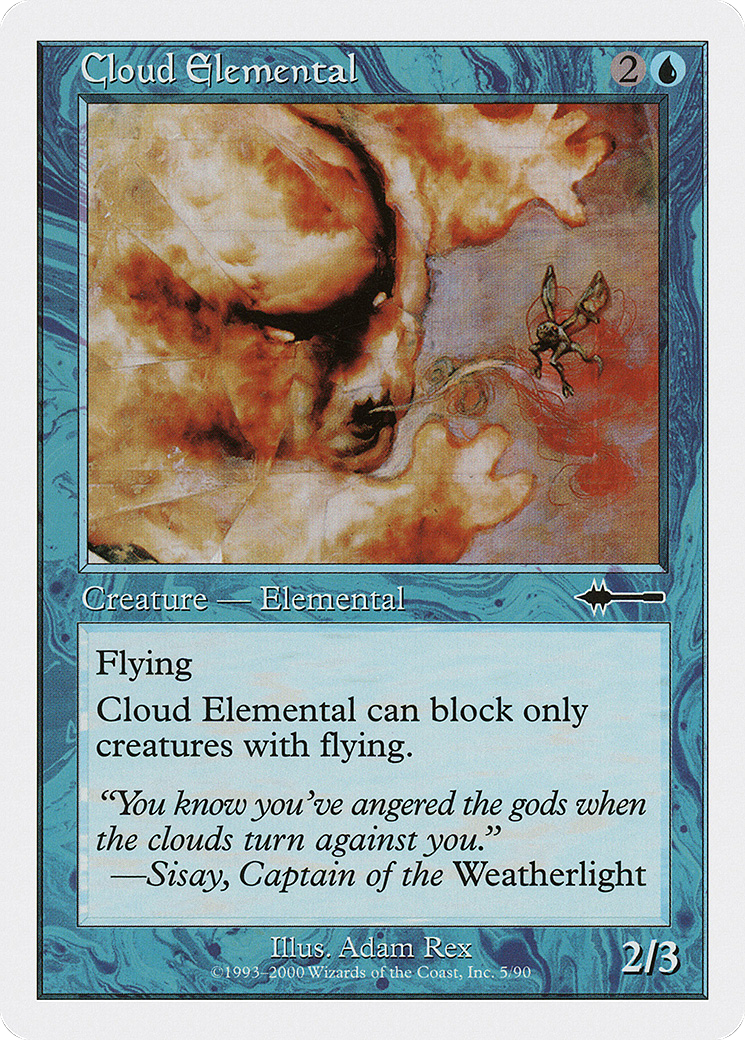 Cloud Elemental 2
Creature — Elemental
Flying
Cloud Elemental can block only
creatures with flying.
“You know you’ve angered the gods when
the clouds turn against you.”
—Sisay, Captain of the Weatherlight
Illus. Adam Rex
©1993–2000 Wizards of the Coast, Inc. 5/90
2/3